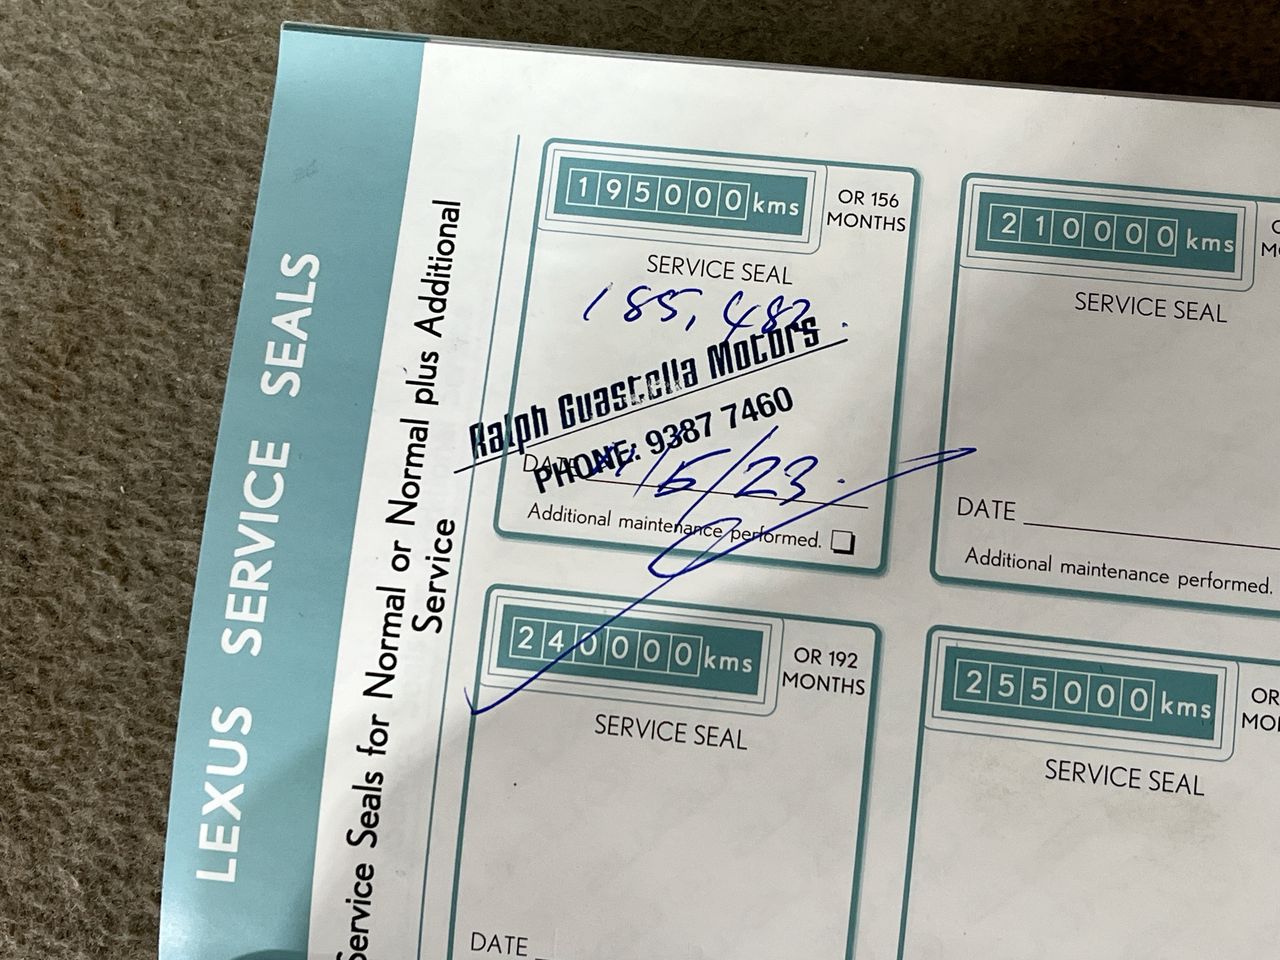 LEXUS SERVICE SEALS
Service Seals for Normal or Normal plus Additional
Service
195000 kms
OR 156
MONTHS
SERVICE SEAL
185,482.
Ralph Guastella Motors
PHONE: 9387 7460
DATE /5/23.
Additional maintenance performed.
210000 kms
SERVICE SEAL
DATE
Additional maintenance performed.
240000 kms
OR 192
MONTHS
SERVICE SEAL
DATE
255000 kms
OR
SERVICE SEAL